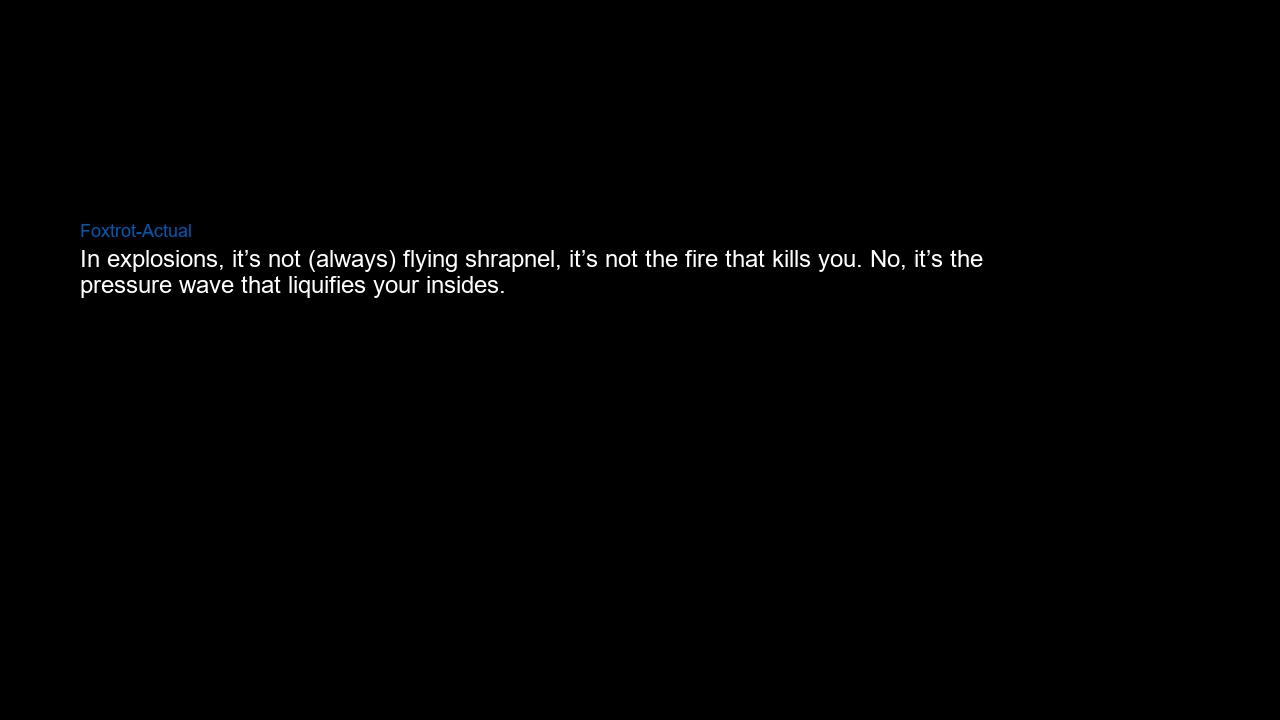 Foxtrot-Actual
In explosions, it’s not (always) flying shrapnel, it’s not the fire that kills you. No, it’s the
pressure wave that liquifies your insides.